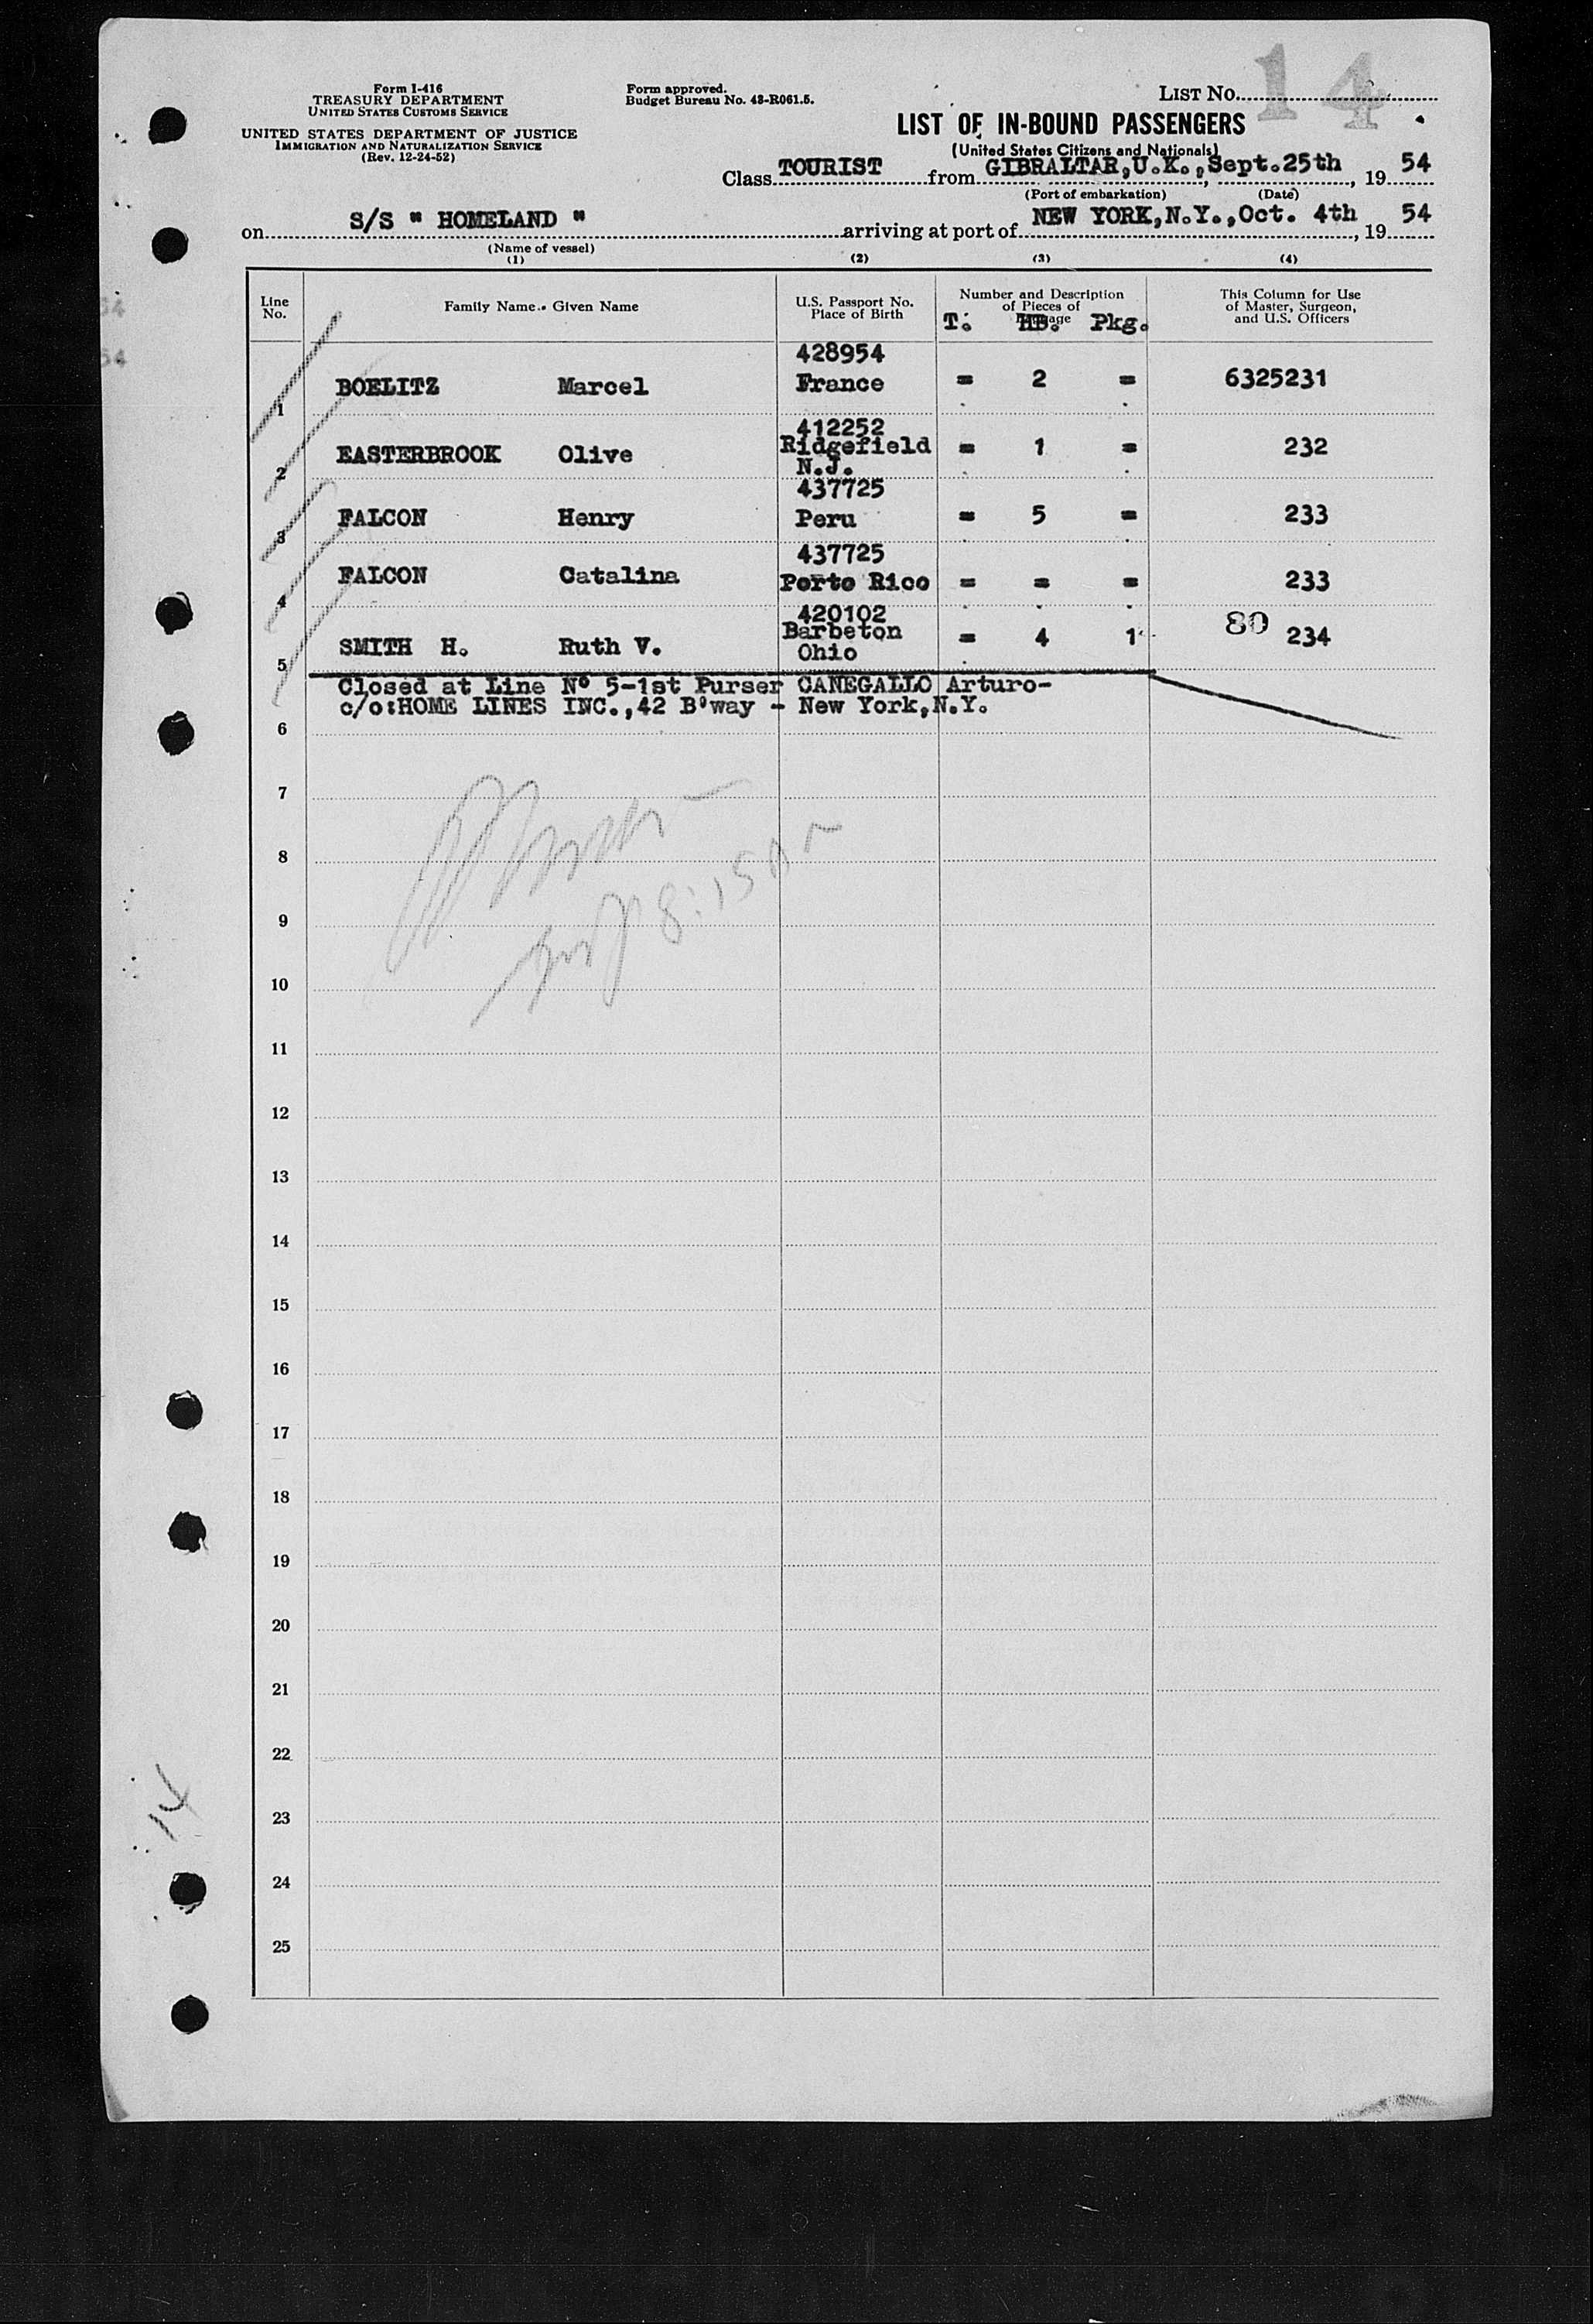 14
Form I-416
TREASURY DEPARTMENT
UNITED STATES CUSTOMS SERVICE
UNITED STATES DEPARTMENT OF JUSTICE
IMMIGRATION AND NATURALIZATION SERVICE
(Rev. 12-24-52)
Form approved.
Budget Bureau No. 43-R061.5.
LIST No.
LIST OF IN-BOUND PASSENGERS
(United States Citizens and Nationals)
Class TOURIST from GIBRALTAR,U.K.,Sept.25th, 19 54
(Port of embarkation) (Date)
on S/S " HOMELAND " arriving at port of NEW YORK,N.Y.,Oct. 4th, 19 54
(Name of vessel)
(1) (2) (3) (4)
Line No. Family Name - Given Name U.S. Passport No. Place of Birth Number and Description of Pieces of Baggage This Column for Use of Master, Surgeon, and U.S. Officers
T. HB. Pkg.
1 BOELITZ Marcel 428954 France = 2 = 6325231
2 EASTERBROOK Olive 412252 Ridgefield N.J. = 1 = 232
3 FALCON Henry 437725 Peru = 5 = 233
4 FALCON Catalina 437725 Porto Rico = = = 233
5 SMITH H. Ruth V. 420102 Barbeton Ohio = 4 1 80 234
Closed at Line Nº 5-1st Purser CANEGALLO Arturo-
c/o:HOME LINES INC.,42 B'way - New York,N.Y.
6
7
8
9
10
11
12
13
14
15
16
17
18
19
20
21
22
23
24
25
14